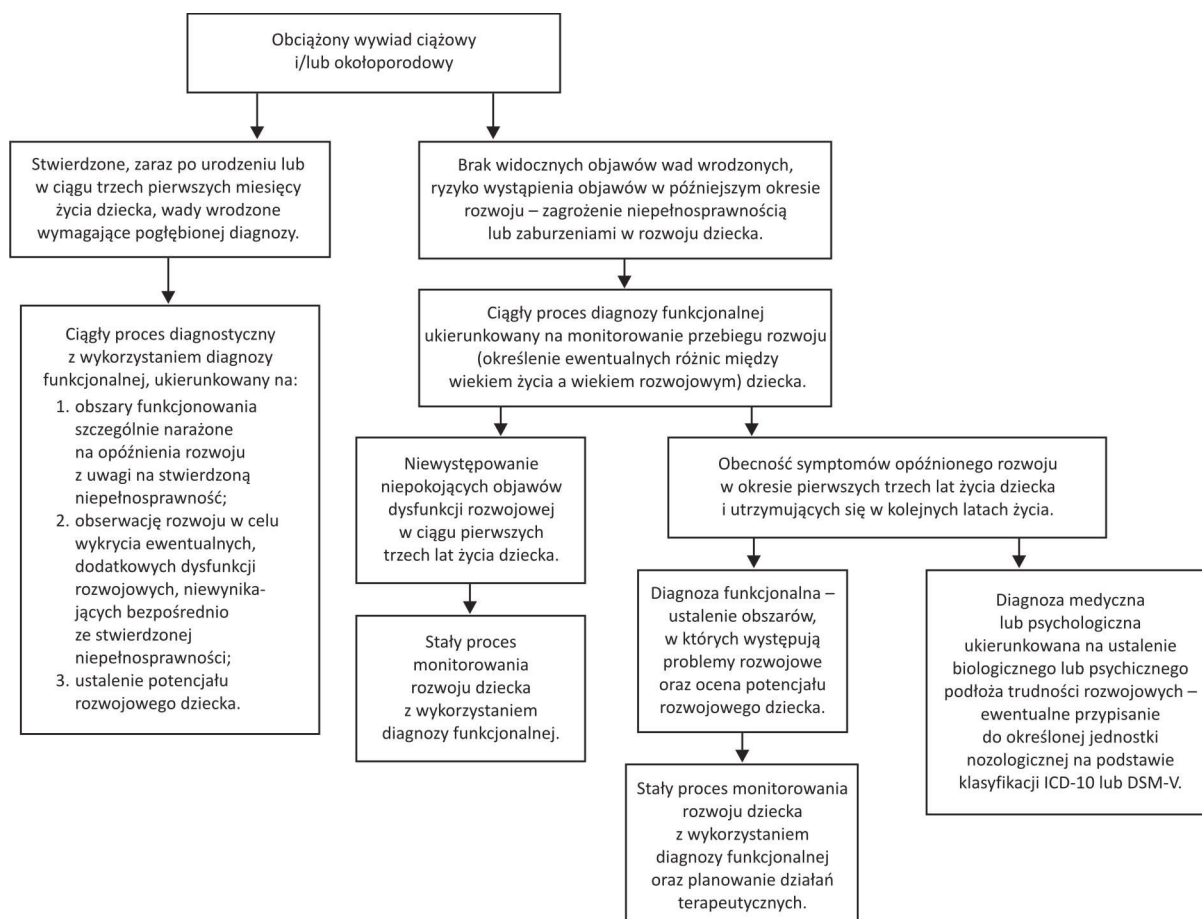 Obciążony wywiad ciążowy
i/lub okołoporodowy
Stwierdzone, zaraz po urodzeniu lub
w ciągu trzech pierwszych miesięcy
życia dziecka, wady wrodzone
wymagające pogłębionej diagnozy.
Brak widocznych objawów wad wrodzonych,
ryzyko wystąpienia objawów w późniejszym okresie
rozwoju – zagrożenie niepełnosprawnością
lub zaburzeniami w rozwoju dziecka.
Ciągły proces diagnostyczny
z wykorzystaniem diagnozy
funkcjonalnej, ukierunkowany na:
1. obszary funkcjonowania
szczególnie narażone
na opóźnienia rozwoju
z uwagi na stwierdzoną
niepełnosprawność;
2. obserwację rozwoju w celu
wykrycia ewentualnych,
dodatkowych dysfunkcji
rozwojowych, niewynika-
jących bezpośrednio
ze stwierdzonej
niepełnosprawności;
3. ustalenie potencjału
rozwojowego dziecka.
Ciągły proces diagnozy funkcjonalnej
ukierunkowany na monitorowanie przebiegu rozwoju
(określenie ewentualnych różnic między
wiekiem życia a wiekiem rozwojowym) dziecka.
Niewystępowanie
niepokojących objawów
dysfunkcji rozwojowej
w ciągu pierwszych
trzech lat życia dziecka.
Obecność symptomów opóźnionego rozwoju
w okresie pierwszych trzech lat życia dziecka
i utrzymujących się w kolejnych latach życia.
Stały proces
monitorowania
rozwoju dziecka
z wykorzystaniem
diagnozy funkcjonalnej.
Diagnoza funkcjonalna –
ustalenie obszarów,
w których występują
problemy rozwojowe
oraz ocena potencjału
rozwojowego dziecka.
Diagnoza medyczna
lub psychologiczna
ukierunkowana na ustalenie
biologicznego lub psychicznego
podłoża trudności rozwojowych –
ewentualne przypisanie
do określonej jednostki
nozologicznej na podstawie
klasyfikacji ICD-10 lub DSM-V.
Stały proces monitorowania
rozwoju dziecka
z wykorzystaniem
diagnozy funkcjonalnej
oraz planowanie działań
terapeutycznych.